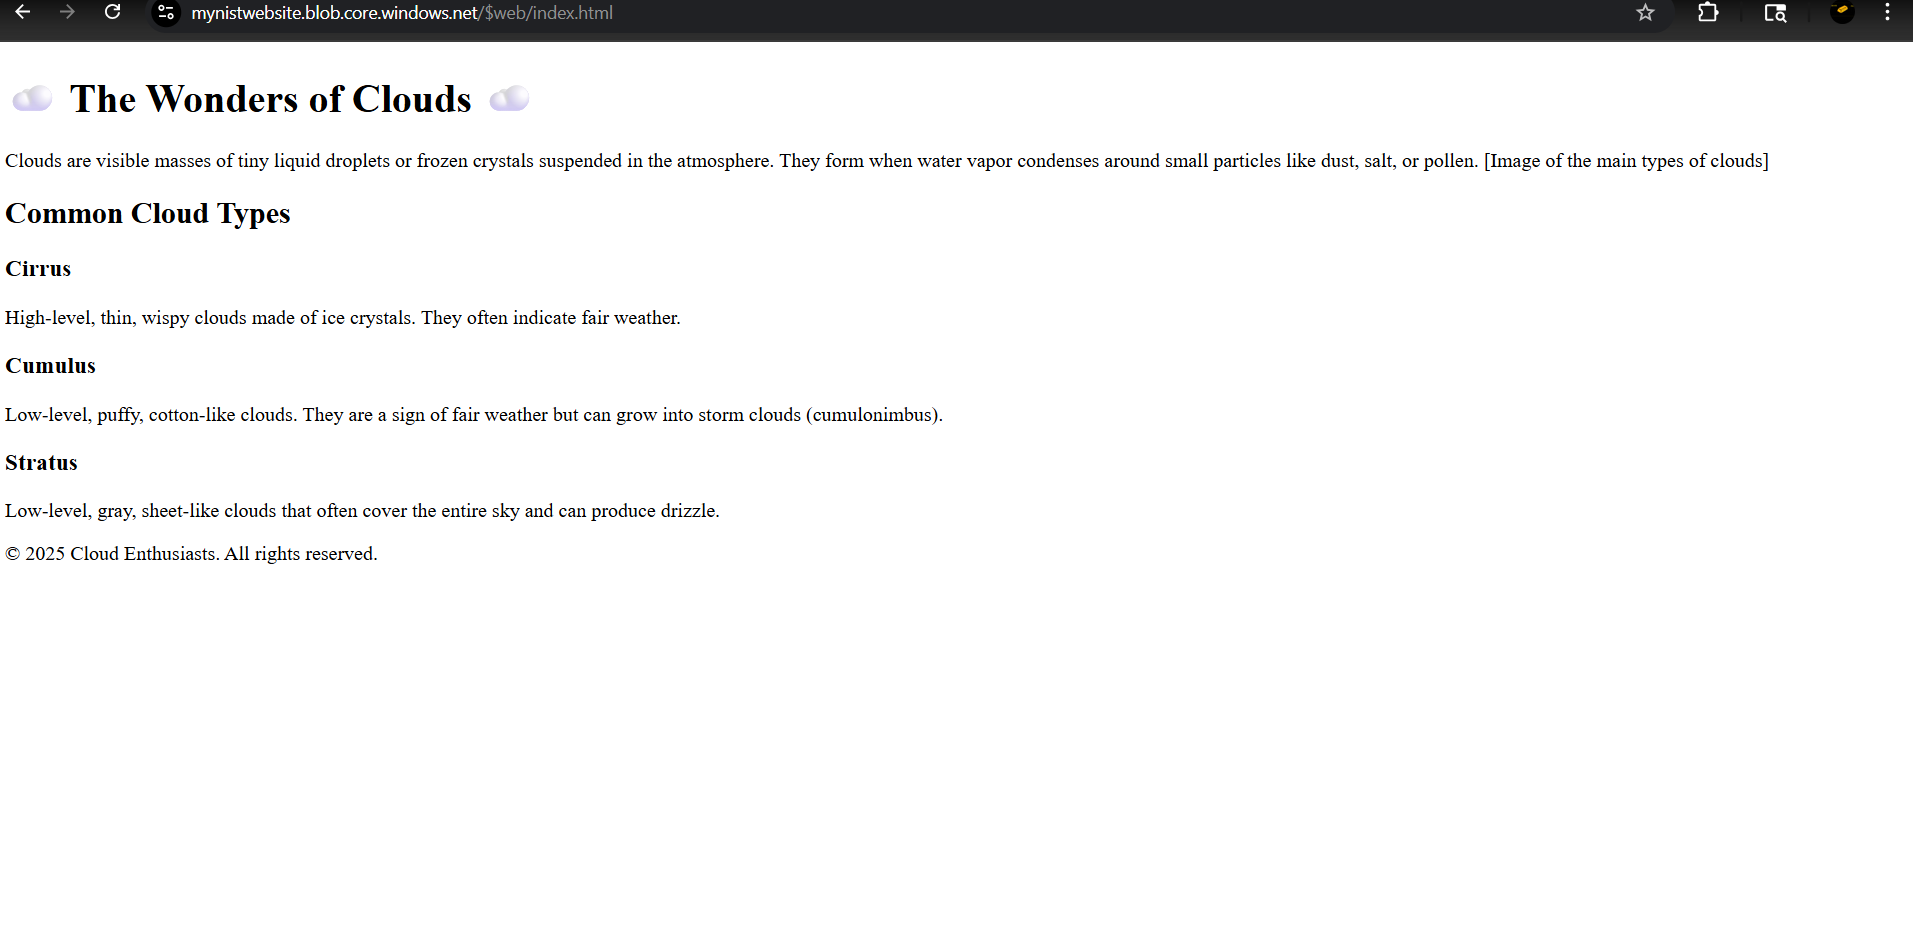 mynistwebsite.blob.core.windows.net/$web/index.html
The Wonders of Clouds
Clouds are visible masses of tiny liquid droplets or frozen crystals suspended in the atmosphere. They form when water vapor condenses around small particles like dust, salt, or pollen. [Image of the main types of clouds]
Common Cloud Types
Cirrus
High-level, thin, wispy clouds made of ice crystals. They often indicate fair weather.
Cumulus
Low-level, puffy, cotton-like clouds. They are a sign of fair weather but can grow into storm clouds (cumulonimbus).
Stratus
Low-level, gray, sheet-like clouds that often cover the entire sky and can produce drizzle.
© 2025 Cloud Enthusiasts. All rights reserved.